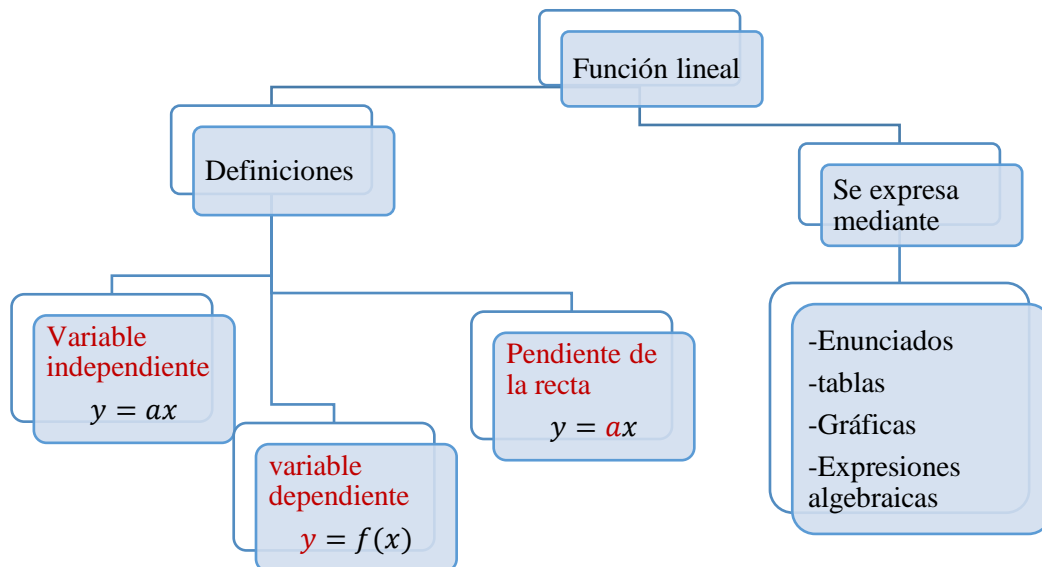 Función lineal
Definiciones
Se expresa
mediante
Variable
independiente
y = ax
variable
dependiente
y = f(x)
Pendiente de
la recta
y = ax
-Enunciados
-tablas
-Gráficas
-Expresiones
algebraicas